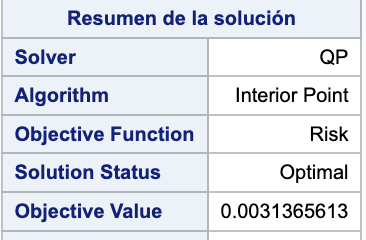 Resumen de la solución
Solver QP
Algorithm Interior Point
Objective Function Risk
Solution Status Optimal
Objective Value 0.0031365613